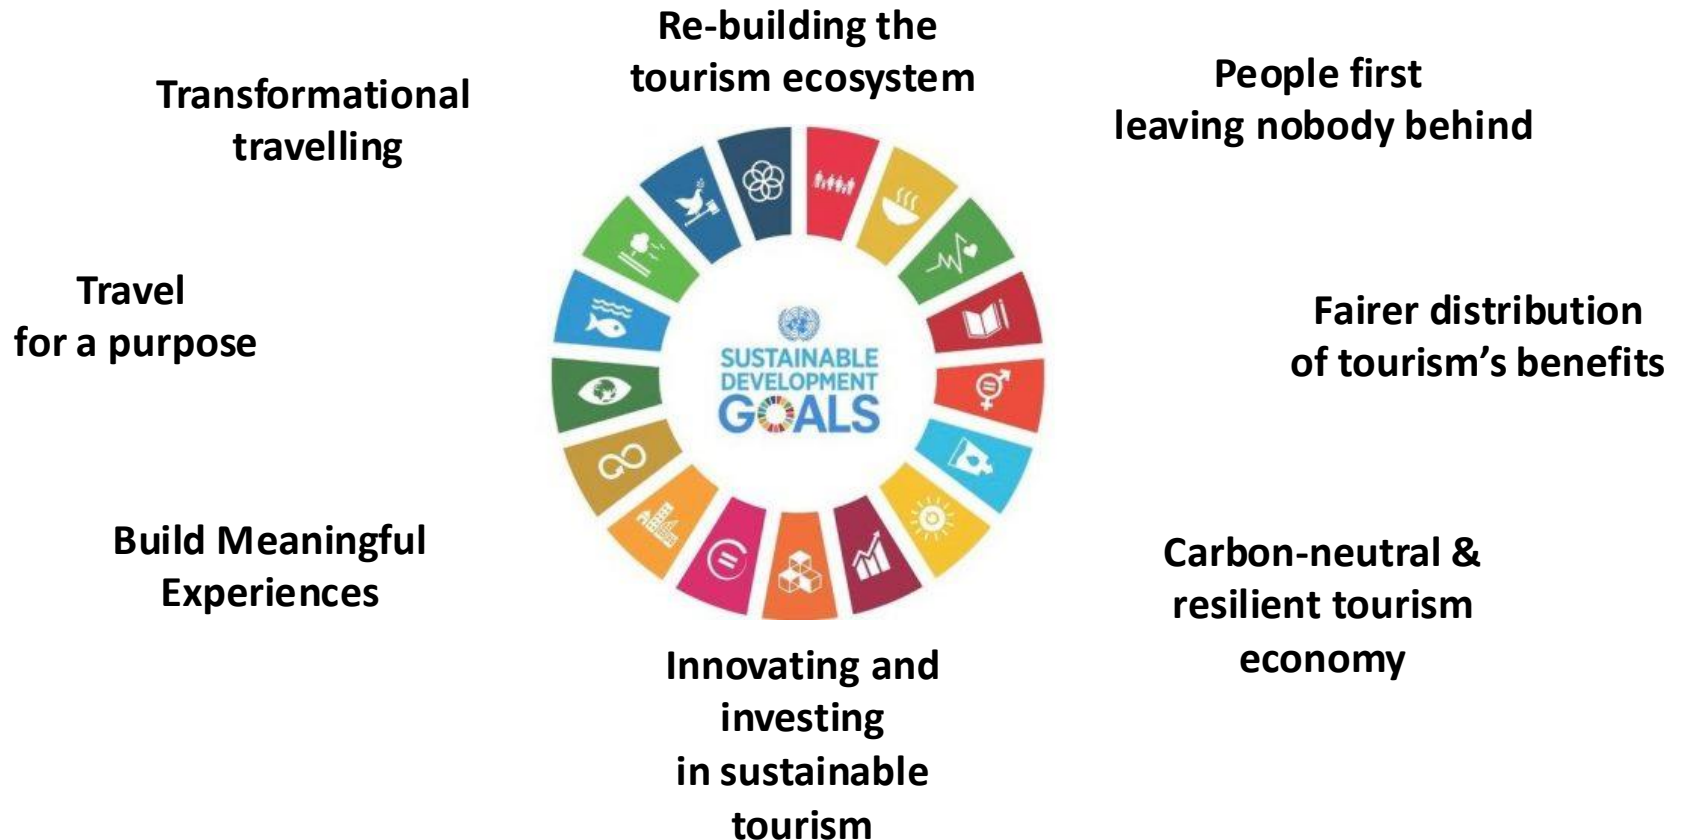 Re-building the
tourism ecosystem
People first
leaving nobody behind
Transformational
travelling
Travel
for a purpose
Fairer distribution
of tourism's benefits
SUSTAINABLE
DEVELOPMENT
GOALS
Build Meaningful
Experiences
Carbon-neutral &
resilient tourism
economy
Innovating and
investing
in sustainable
tourism